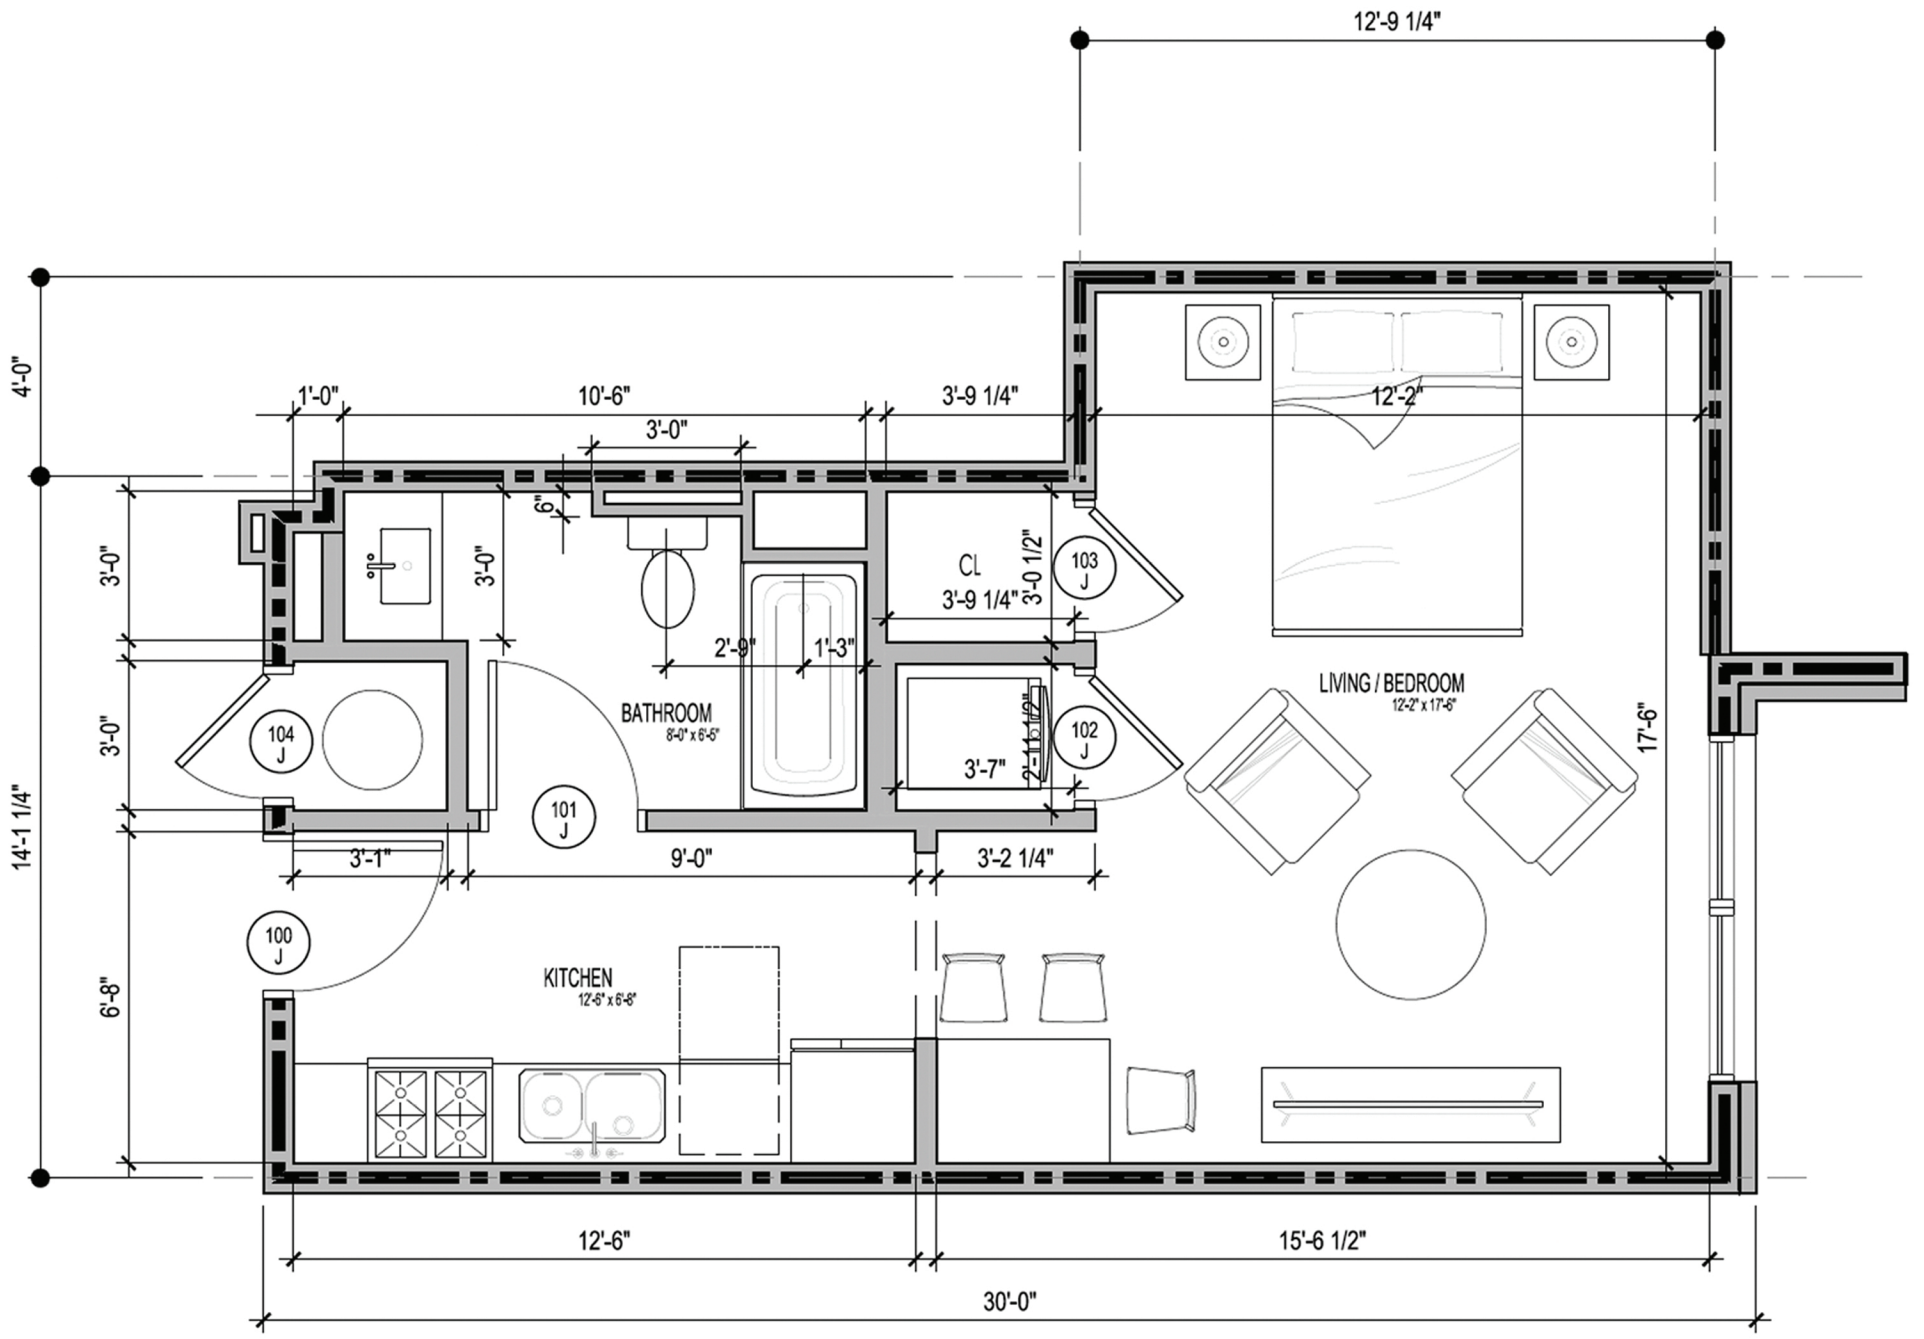 12'-9 1/4"
4'-0"
1'-0"
10'-6"
3'-9 1/4"
12'-2"
3'-0"
6"
3'-0"
3'-0"
CL
3'-9 1/4"
3'-0 1/2"
103
J
2'-9"
1'-3"
LIVING / BEDROOM
12'-2" x 17'-6"
BATHROOM
8'-0" x 6'-5"
17'-6"
3'-0"
104
J
102
J
3'-7"
2'-11 1/2"
101
J
14'-1 1/4"
3'-1"
9'-0"
3'-2 1/4"
100
J
6'-8"
KITCHEN
12'-6" x 6'-8"
12'-6"
15'-6 1/2"
30'-0"